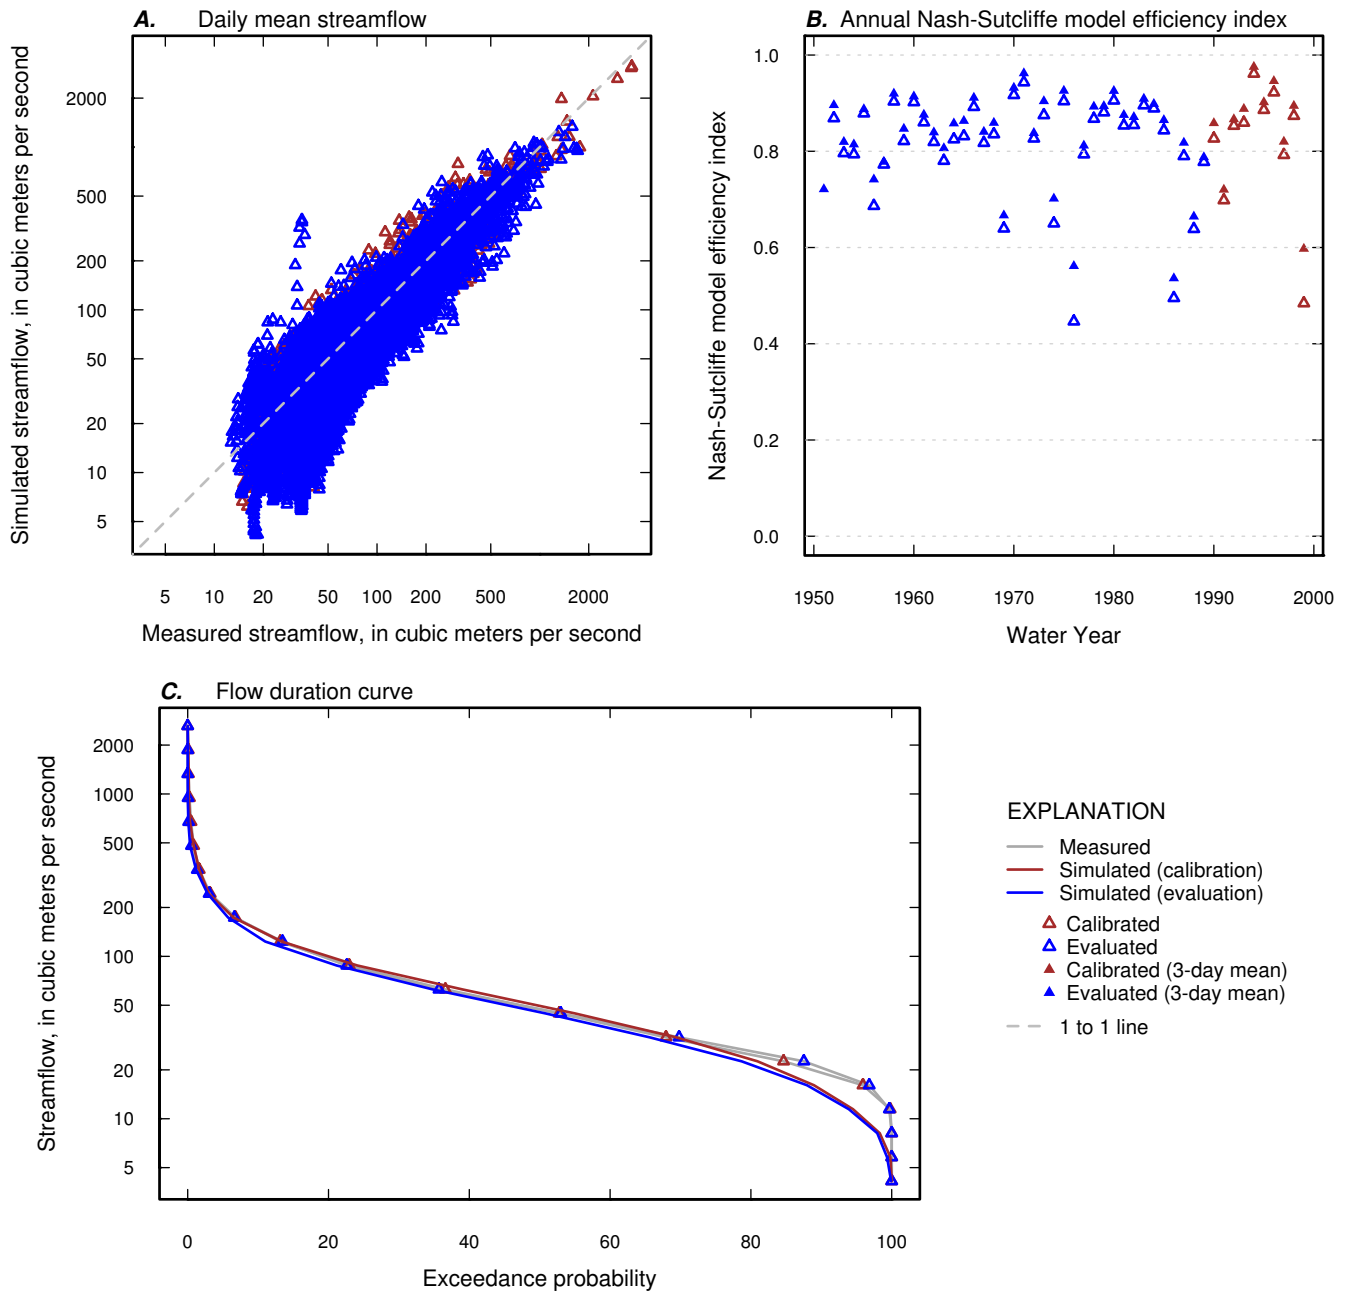 A. Daily mean streamflow
Simulated streamflow, in cubic meters per second
2000
500
200
100
50
20
10
5
5 10 20 50 100 200 500 2000
Measured streamflow, in cubic meters per second
B. Annual Nash-Sutcliffe model efficiency index
Nash-Sutcliffe model efficiency index
1.0
0.8
0.6
0.4
0.2
0.0
1950 1960 1970 1980 1990 2000
Water Year
C. Flow duration curve
Streamflow, in cubic meters per second
2000
1000
500
200
100
50
20
10
5
0 20 40 60 80 100
Exceedance probability
EXPLANATION
Measured
Simulated (calibration)
Simulated (evaluation)
Calibrated
Evaluated
Calibrated (3-day mean)
Evaluated (3-day mean)
1 to 1 line